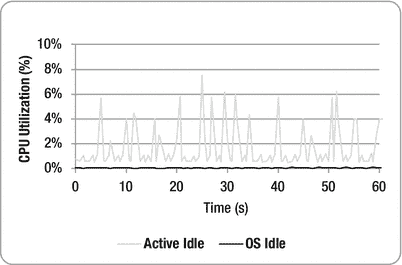 10%
8%
6%
4%
2%
0%
CPU Utilization (%)
0 10 20 30 40 50 60
Time (s)
Active Idle OS Idle